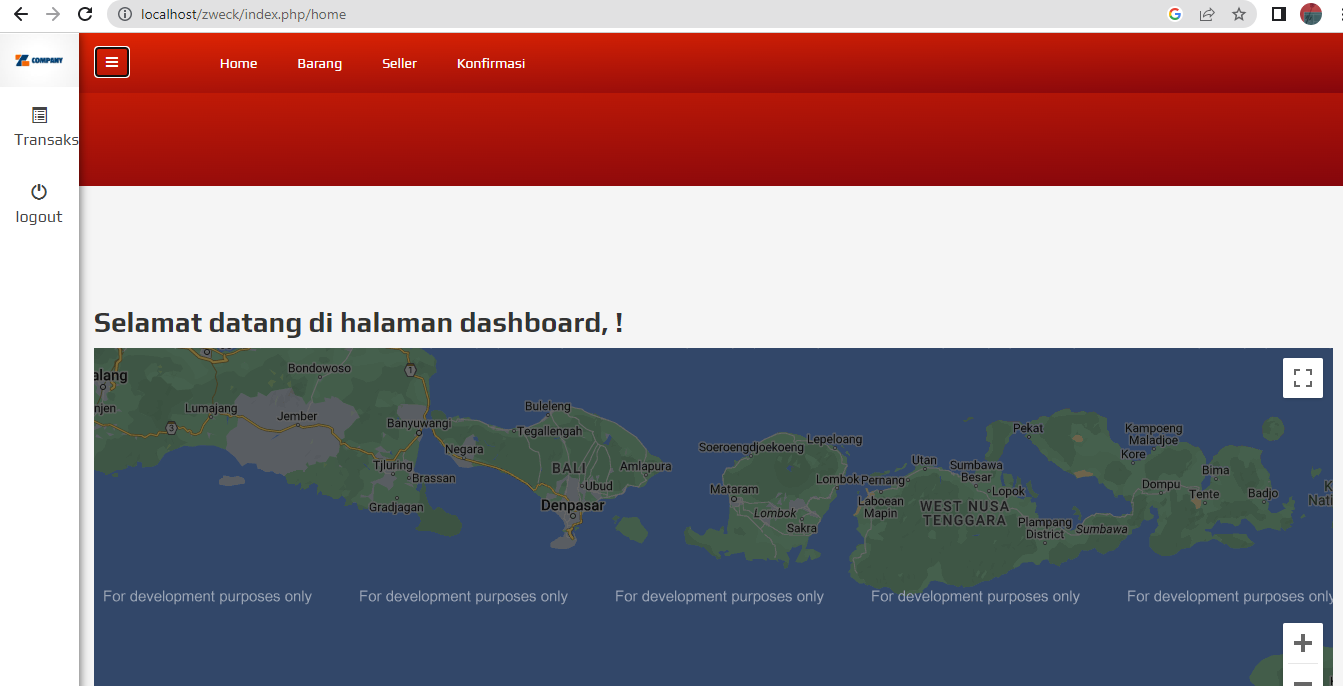 localhost/zweck/index.php/home
COMPANY
Home Barang Seller Konfirmasi
Transaks
logout
Selamat datang di halaman dashboard, !
alang
Bondowoso
1
njen
Lumajang
Jember
3
Banyuwangi
Buleleng
Tegallengah
Negara
Tjluring
Brassan
Gradjagan
BALI
Ubud
Amlapura
Denpasar
Soeroengdjoekoeng
Lepeloang
Lombok
Pernang
Mataram
Lombok
Sakra
Laboean
Mapin
Utan
Sumbawa
Besar
Lopok
WEST NUSA
TENGGARA
Plampang
District
Sumbawa
Pekat
Kampoeng
Maladjoe
Kore
Dompu
Bima
Tente
Badjo
K
Nati
For development purposes only For development purposes only For development purposes only For development purposes only For development purposes only